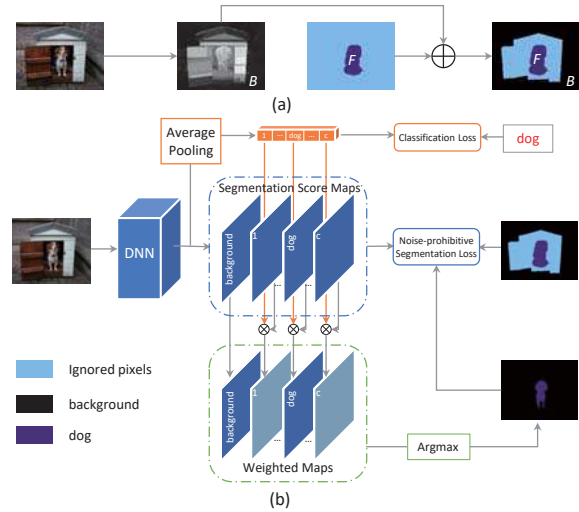 B
F
F
B
(a)
Average
Pooling
1 ... dog ... c
Classification Loss
dog
Segmentation Score Maps
DNN
background
1
...
dog
...
c
Noise-prohibitive
Segmentation Loss
Ignored pixels
background
dog
background
1
...
dog
...
c
Weighted Maps
Argmax
(b)